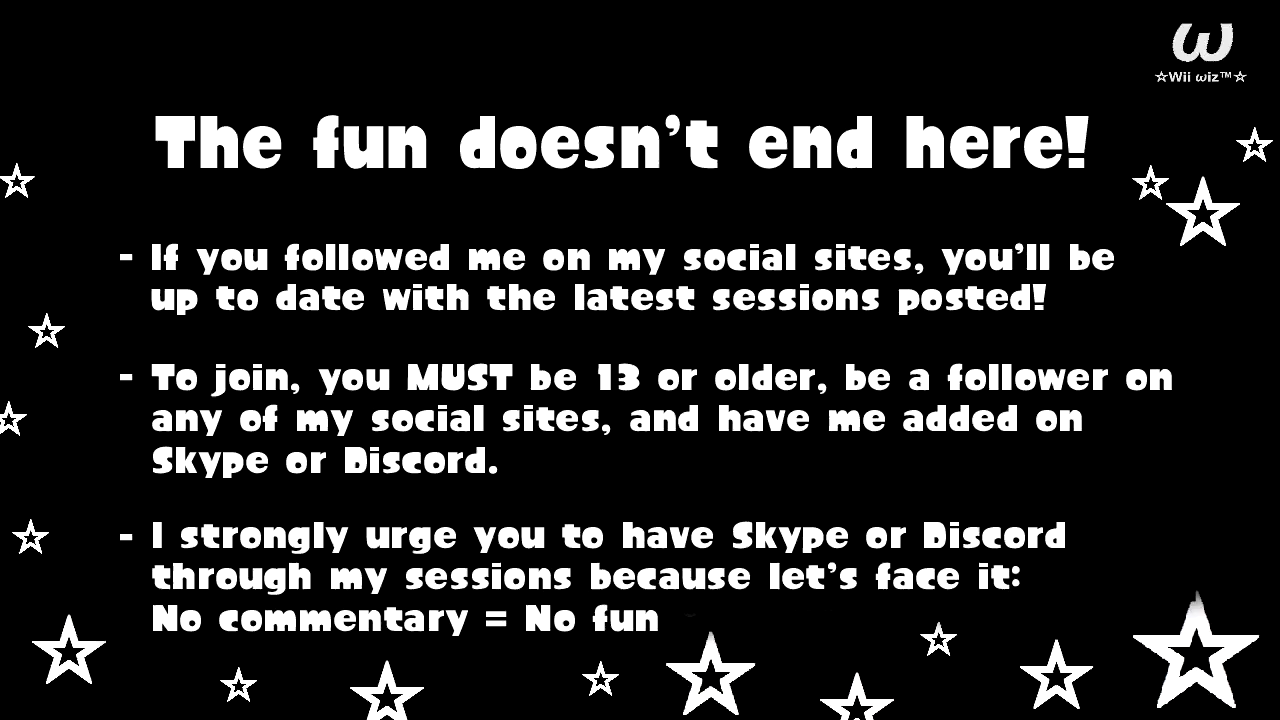 ω
☆Wii ωiz™☆
The fun doesn't end here!
- If you followed me on my social sites, you'll be
up to date with the latest sessions posted!
- To join, you MUST be 13 or older, be a follower on
any of my social sites, and have me added on
Skype or Discord.
- I strongly urge you to have Skype or Discord
through my sessions because let's face it:
No commentary = No fun